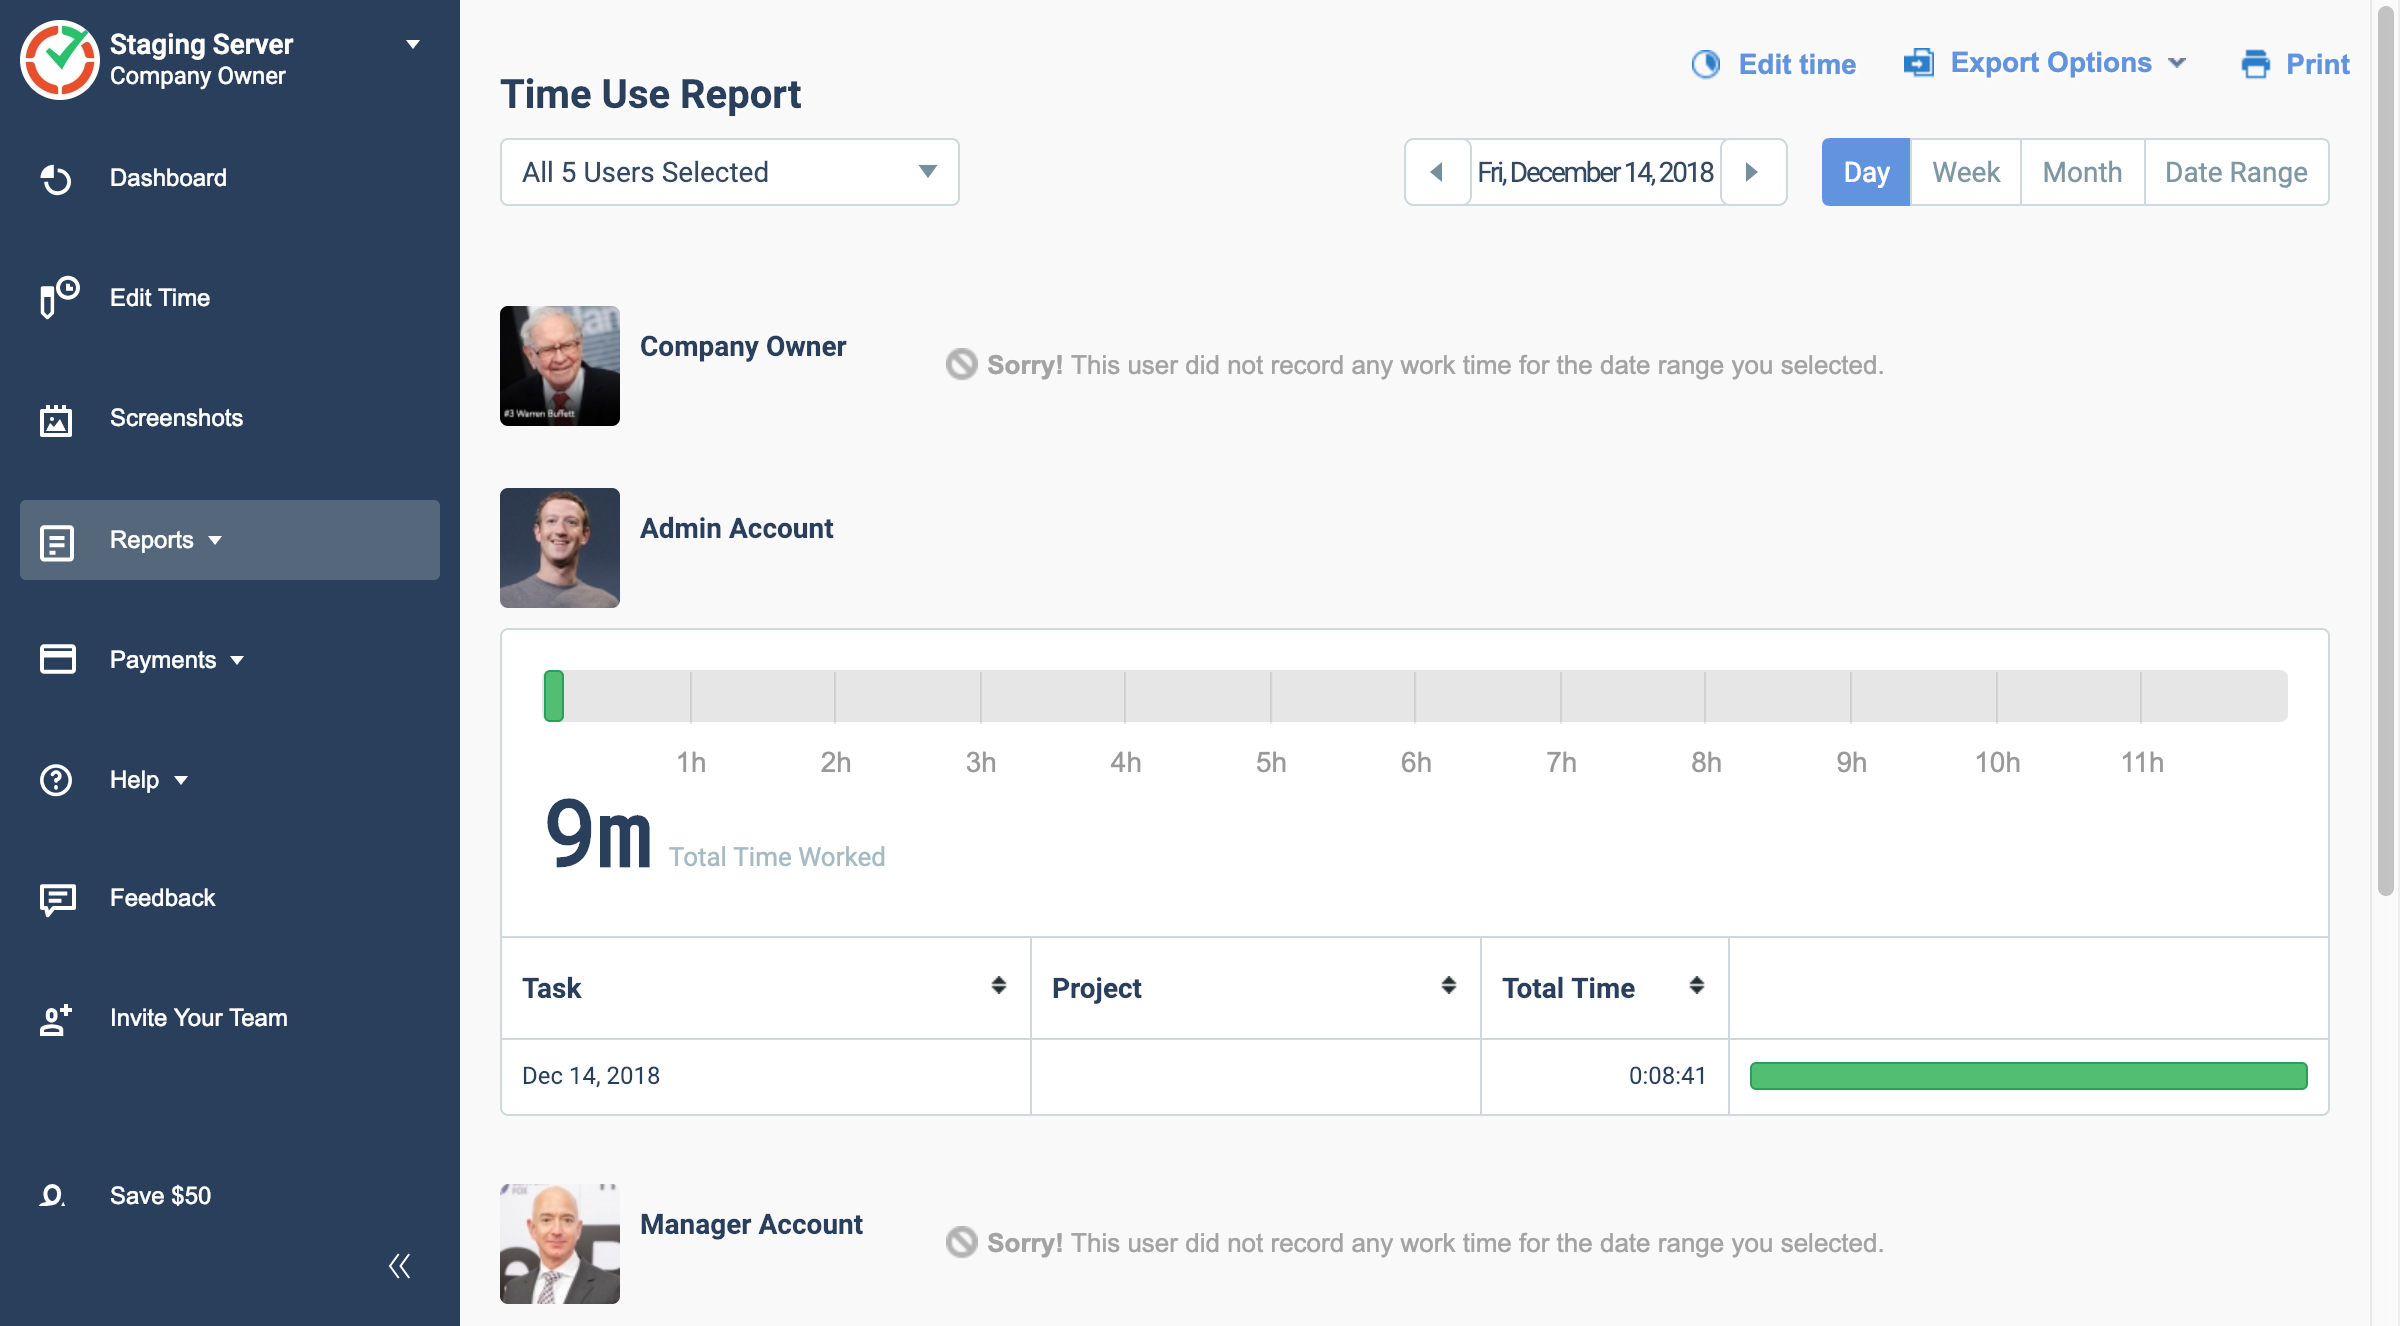 Staging Server
Company Owner
Dashboard
Edit Time
Screenshots
Reports
Payments
Help
Feedback
Invite Your Team
Save $50
Edit time
Export Options
Print
Time Use Report
All 5 Users Selected
Fri, December 14, 2018
Day
Week
Month
Date Range
#3 Warren Buffett
Company Owner
Sorry! This user did not record any work time for the date range you selected.
Admin Account
1h 2h 3h 4h 5h 6h 7h 8h 9h 10h 11h
9m Total Time Worked
Task Project Total Time
Dec 14, 2018 0:08:41
FOX
Manager Account
Sorry! This user did not record any work time for the date range you selected.